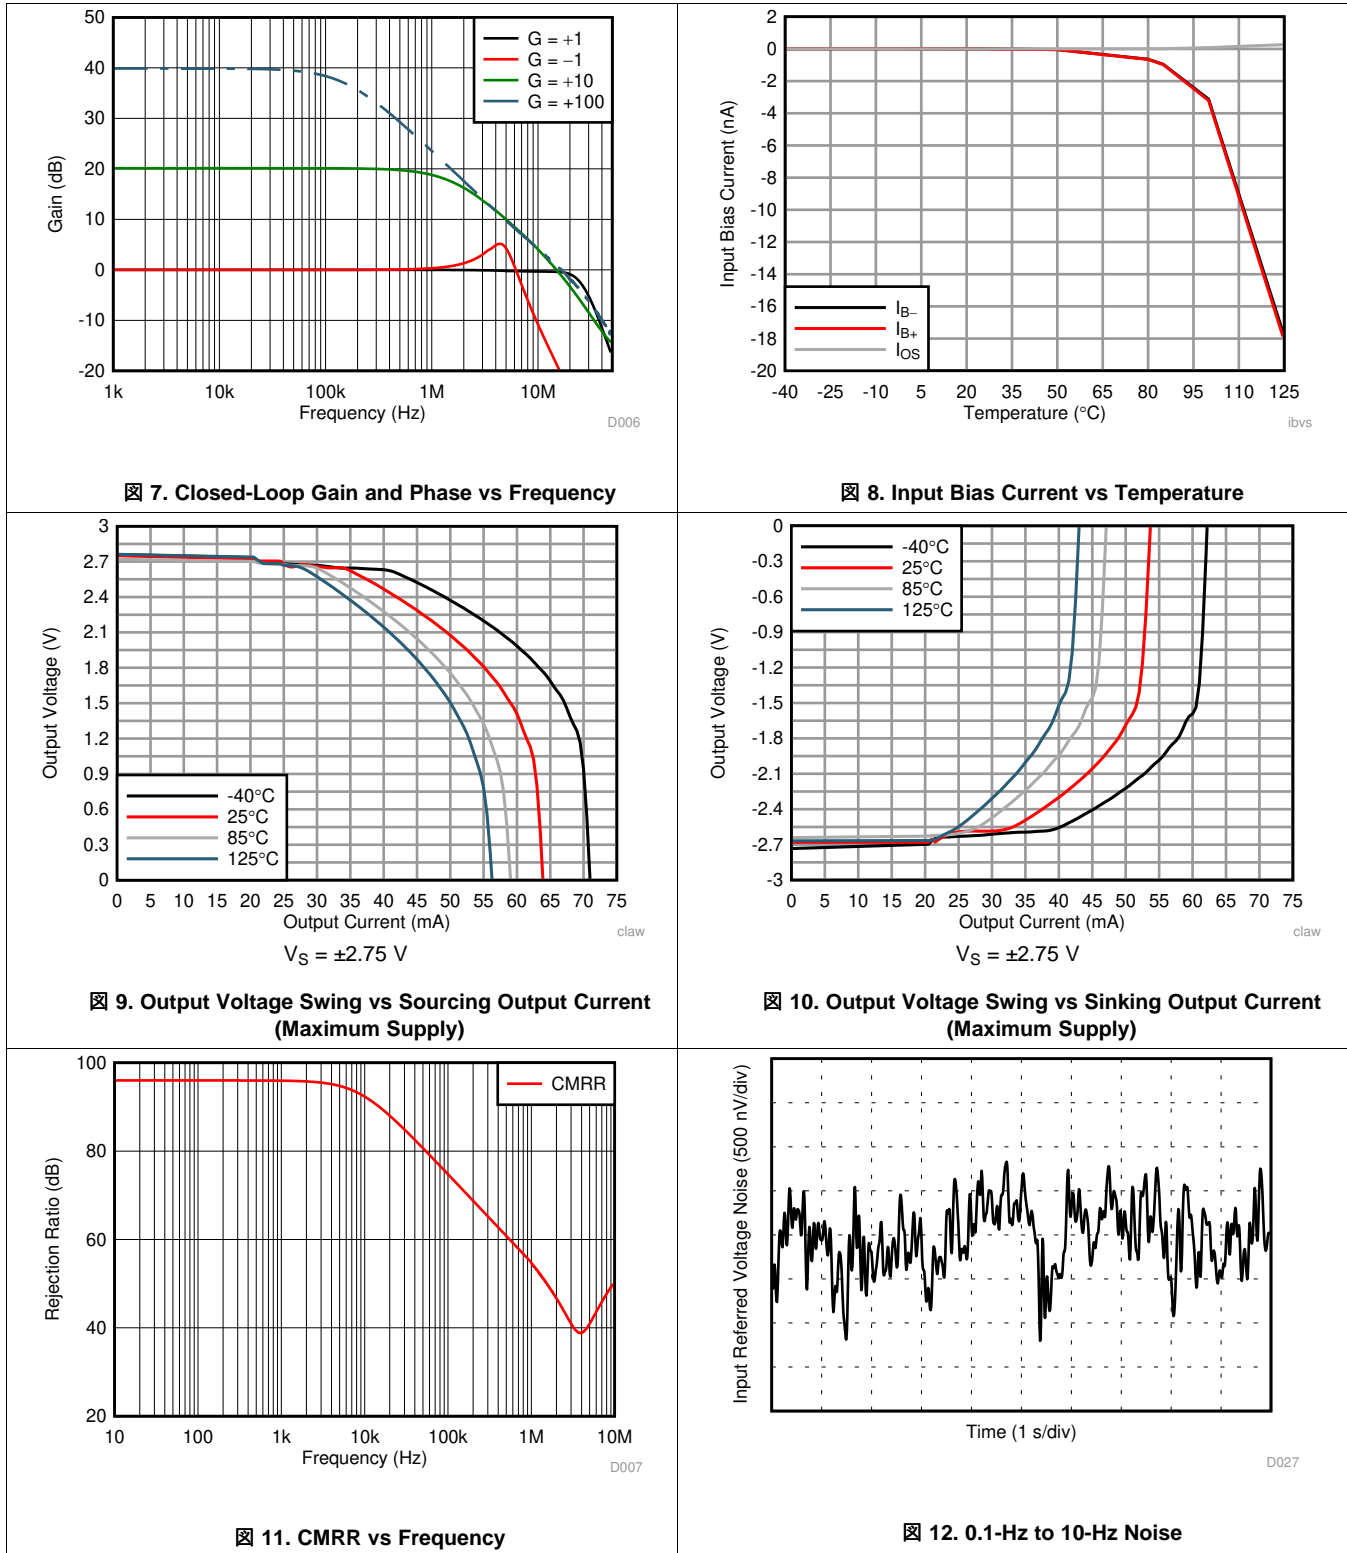 50
40
30
20
10
0
-10
-20
Gain (dB)
G = +1
G = −1
G = +10
G = +100
1k
10k
100k
1M
10M
Frequency (Hz)
D006
図 7. Closed-Loop Gain and Phase vs Frequency
2
0
-2
-4
-6
-8
-10
-12
-14
-16
-18
-20
Input Bias Current (nA)
I_B−
I_B+
I_OS
-40
-25
-10
5
20
35
50
65
80
95
110
125
Temperature (°C)
ibvs
図 8. Input Bias Current vs Temperature
3
2.7
2.4
2.1
1.8
1.5
1.2
0.9
0.6
0.3
0
Output Voltage (V)
-40°C
25°C
85°C
125°C
0
5
10
15
20
25
30
35
40
45
50
55
60
65
70
75
Output Current (mA)
claw
V_S = ±2.75 V
図 9. Output Voltage Swing vs Sourcing Output Current
(Maximum Supply)
0
-0.3
-0.6
-0.9
-1.2
-1.5
-1.8
-2.1
-2.4
-2.7
-3
Output Voltage (V)
-40°C
25°C
85°C
125°C
0
5
10
15
20
25
30
35
40
45
50
55
60
65
70
75
Output Current (mA)
claw
V_S = ±2.75 V
図 10. Output Voltage Swing vs Sinking Output Current
(Maximum Supply)
100
80
60
40
20
Rejection Ratio (dB)
CMRR
10
100
1k
10k
100k
1M
10M
Frequency (Hz)
D007
図 11. CMRR vs Frequency
Input Referred Voltage Noise (500 nV/div)
Time (1 s/div)
D027
図 12. 0.1-Hz to 10-Hz Noise